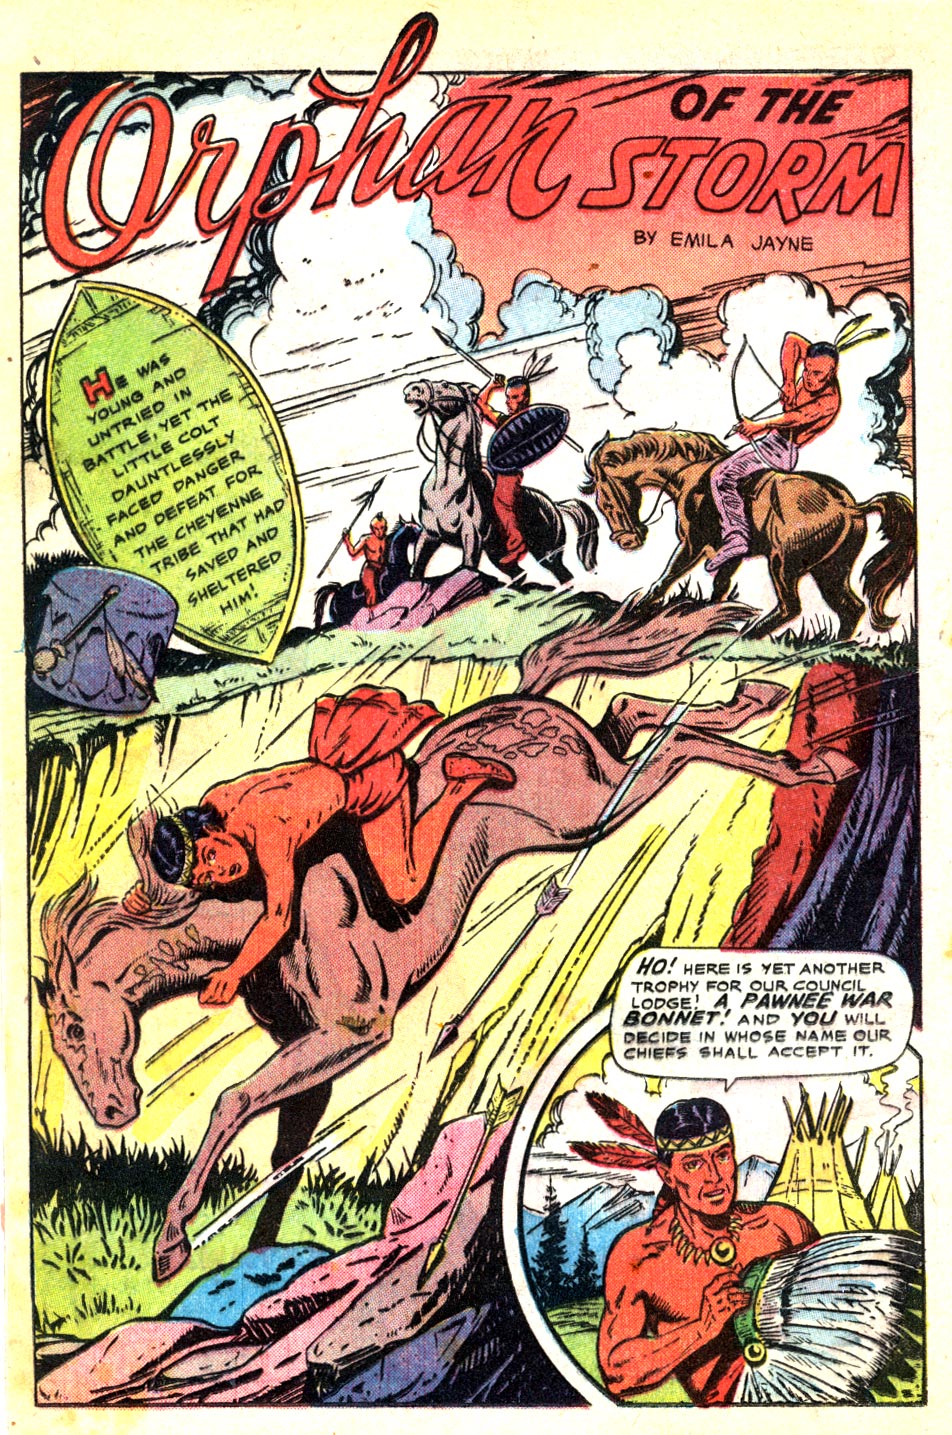 Orphan OF THE
STORM
BY EMILA JAYNE
HE WAS
YOUNG AND
UNTRIED IN
BATTLE, YET THE
LITTLE COLT
DAUNTLESSLY
FACED DANGER
AND DEFEAT FOR
THE CHEYENNE
TRIBE THAT HAD
SAVED AND
SHELTERED
HIM!
HO! HERE IS YET ANOTHER
TROPHY FOR OUR COUNCIL
LODGE! A PAWNEE WAR
BONNET! AND YOU WILL
DECIDE IN WHOSE NAME OUR
CHIEFS SHALL ACCEPT IT.